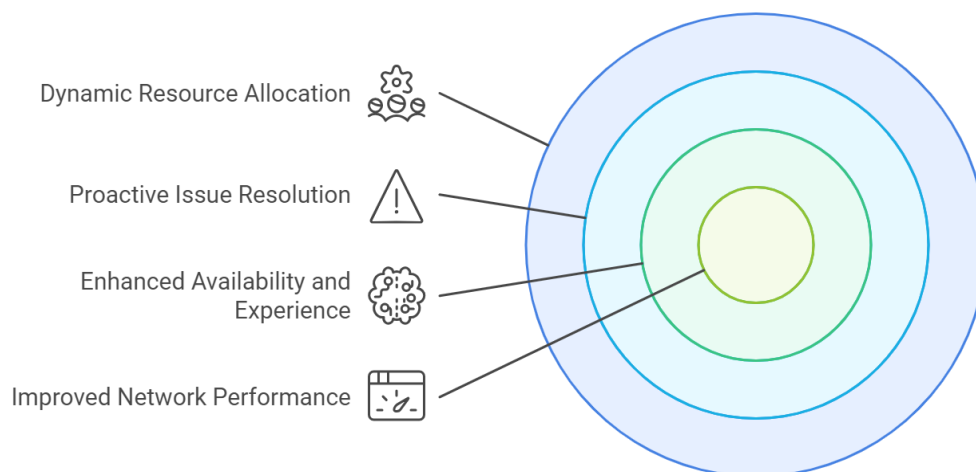 Dynamic Resource Allocation
Proactive Issue Resolution
Enhanced Availability and
Experience
Improved Network Performance